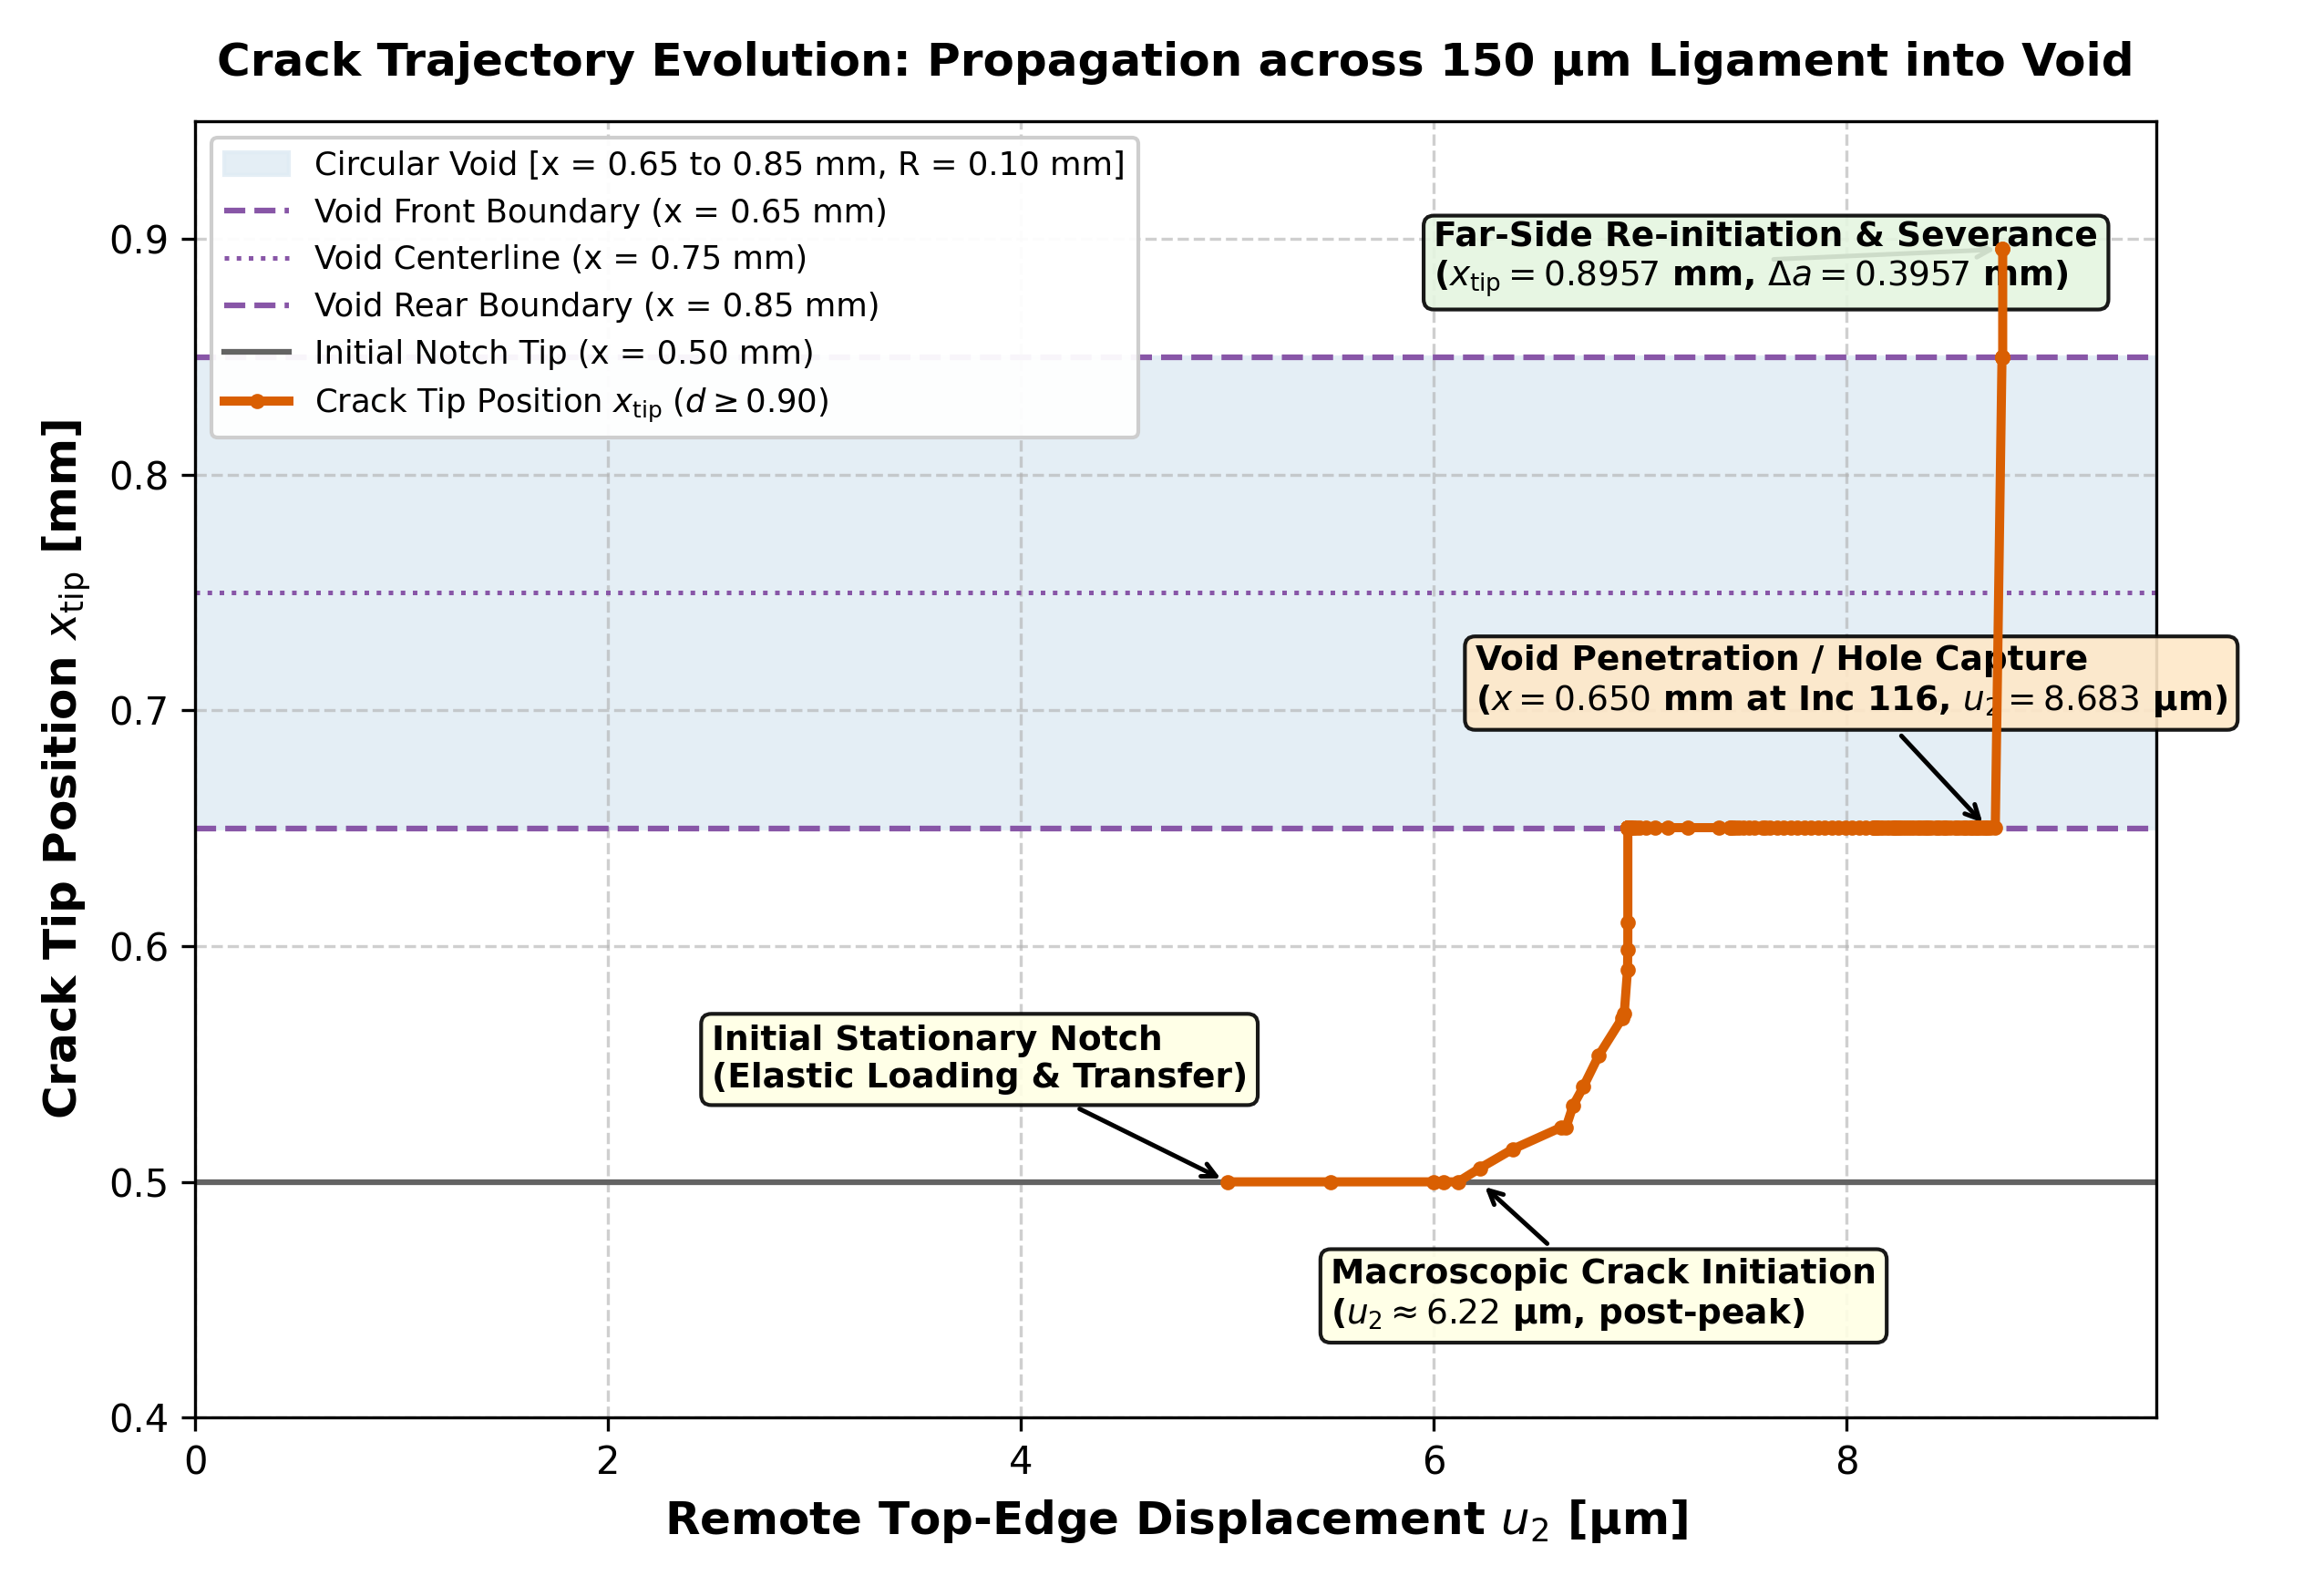 Crack Trajectory Evolution: Propagation across 150 µm Ligament into Void
Circular Void [x = 0.65 to 0.85 mm, R = 0.10 mm]
Void Front Boundary (x = 0.65 mm)
Void Centerline (x = 0.75 mm)
Void Rear Boundary (x = 0.85 mm)
Initial Notch Tip (x = 0.50 mm)
Crack Tip Position x_tip (d ≥ 0.90)
Far-Side Re-initiation & Severance
(x_tip = 0.8957 mm, Δa = 0.3957 mm)
Void Penetration / Hole Capture
(x = 0.650 mm at Inc 116, u₂ = 8.683 µm)
Initial Stationary Notch
(Elastic Loading & Transfer)
Macroscopic Crack Initiation
(u₂ ≈ 6.22 µm, post-peak)
Crack Tip Position x_tip [mm]
0.9
0.8
0.7
0.6
0.5
0.4
0
2
4
6
8
Remote Top-Edge Displacement u₂ [µm]